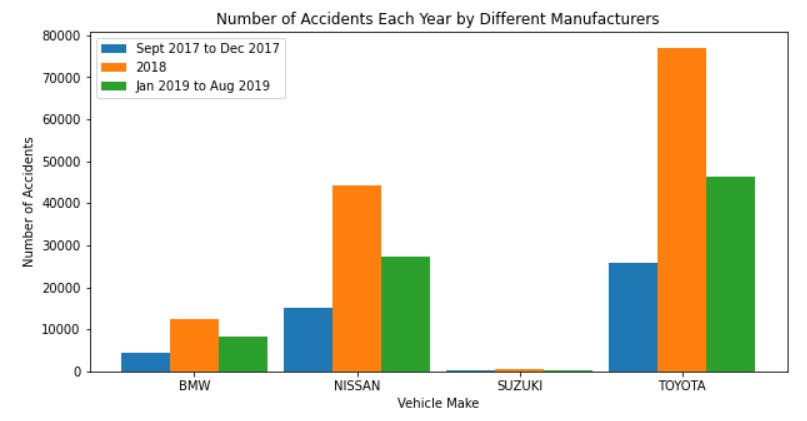 Number of Accidents Each Year by Different Manufacturers
Sept 2017 to Dec 2017
2018
Jan 2019 to Aug 2019
Number of Accidents
80000
70000
60000
50000
40000
30000
20000
10000
0
BMW NISSAN SUZUKI TOYOTA
Vehicle Make